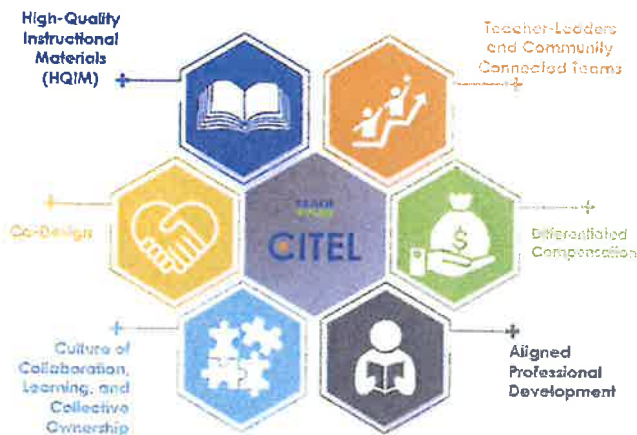 High-Quality
Instructional
Materials
(HQIM)
Teacher-Leaders
and Community
Connected Teams
Co-Design
CITEL
$
Differentiated
Compensation
Culture of
Collaboration,
Learning, and
Collective
Ownership
Aligned
Professional
Development